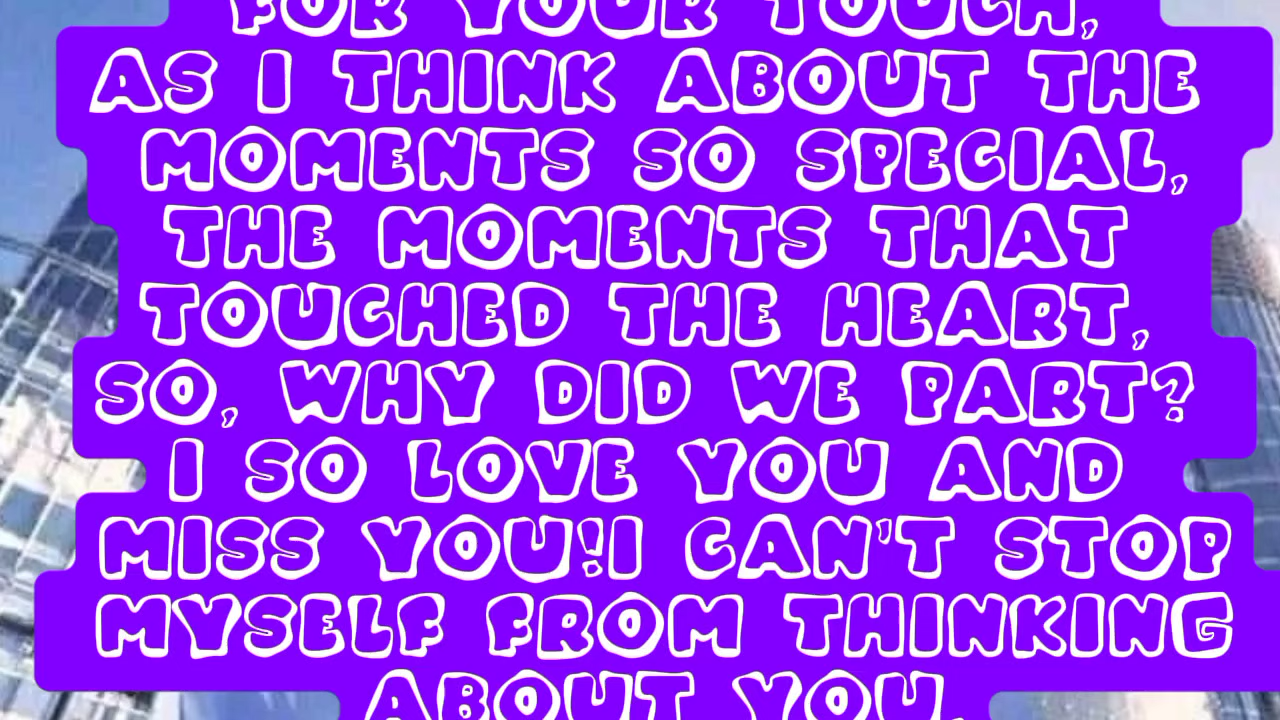 FOR YOUR TOUCH,
AS I THINK ABOUT THE
MOMENTS SO SPECIAL,
THE MOMENTS THAT
TOUCHED THE HEART,
SO, WHY DID WE PART?
I SO LOVE YOU AND
MISS YOU!I CAN'T STOP
MYSELF FROM THINKING
ABOUT YOU.